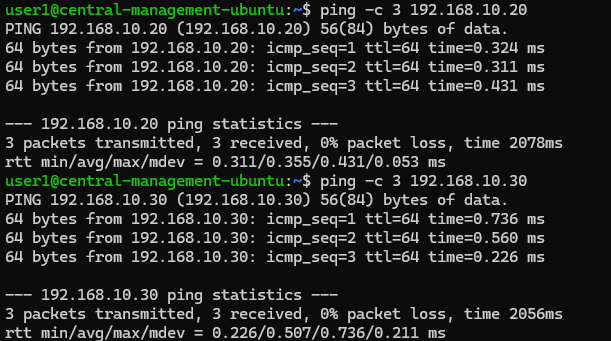 user1@central-management-ubuntu:~$ ping -c 3 192.168.10.20
PING 192.168.10.20 (192.168.10.20) 56(84) bytes of data.
64 bytes from 192.168.10.20: icmp_seq=1 ttl=64 time=0.324 ms
64 bytes from 192.168.10.20: icmp_seq=2 ttl=64 time=0.311 ms
64 bytes from 192.168.10.20: icmp_seq=3 ttl=64 time=0.431 ms

--- 192.168.10.20 ping statistics ---
3 packets transmitted, 3 received, 0% packet loss, time 2078ms
rtt min/avg/max/mdev = 0.311/0.355/0.431/0.053 ms
user1@central-management-ubuntu:~$ ping -c 3 192.168.10.30
PING 192.168.10.30 (192.168.10.30) 56(84) bytes of data.
64 bytes from 192.168.10.30: icmp_seq=1 ttl=64 time=0.736 ms
64 bytes from 192.168.10.30: icmp_seq=2 ttl=64 time=0.560 ms
64 bytes from 192.168.10.30: icmp_seq=3 ttl=64 time=0.226 ms

--- 192.168.10.30 ping statistics ---
3 packets transmitted, 3 received, 0% packet loss, time 2056ms
rtt min/avg/max/mdev = 0.226/0.507/0.736/0.211 ms